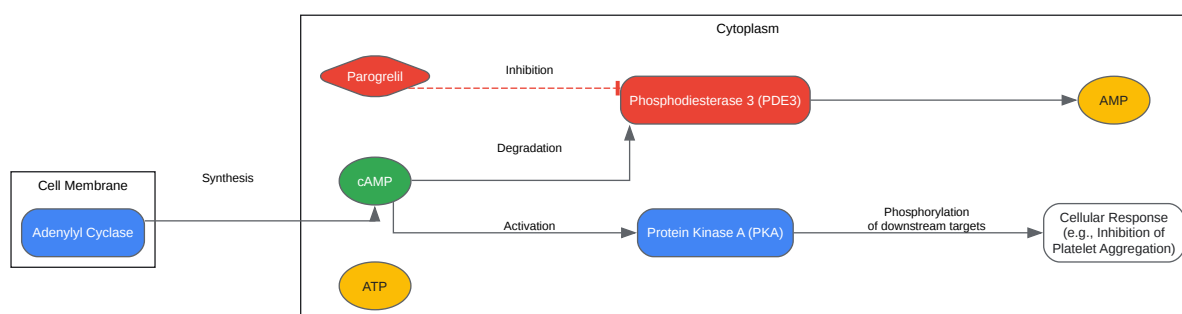 Cytoplasm
Parogrelil
Inhibition
Phosphodiesterase 3 (PDE3)
AMP
Degradation
Synthesis
cAMP
Cell Membrane
Adenylyl Cyclase
Activation
Protein Kinase A (PKA)
Phosphorylation
of downstream targets
Cellular Response
(e.g., Inhibition of
Platelet Aggregation)
ATP